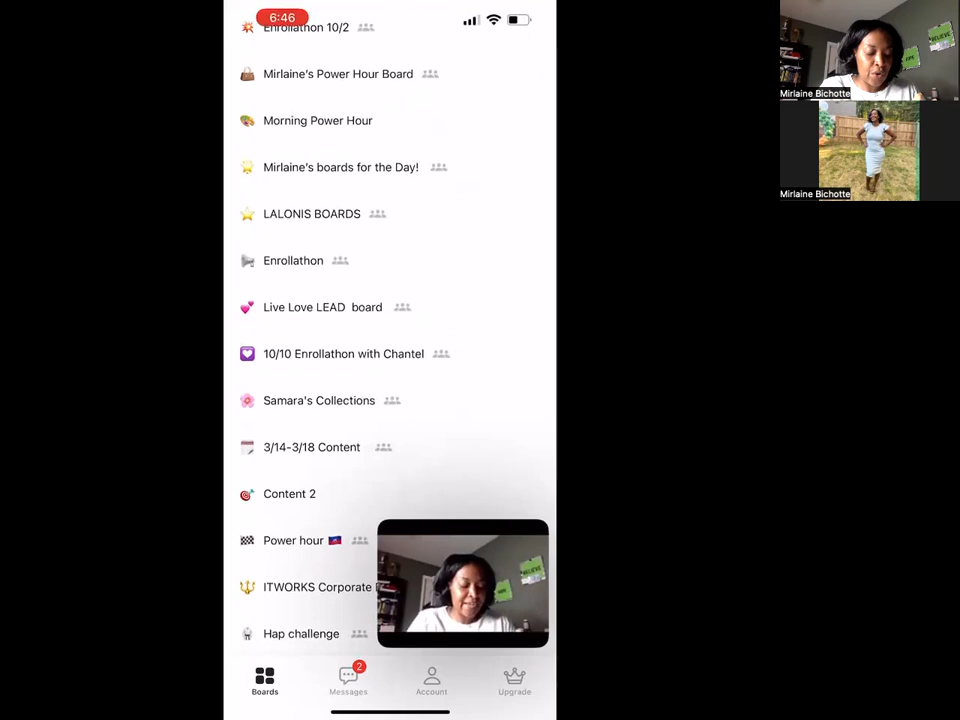 6:46
Enrollathon 10/2
Mirlaine's Power Hour Board
Morning Power Hour
Mirlaine's boards for the Day!
LALONIS BOARDS
Enrollathon
Live Love LEAD board
10/10 Enrollathon with Chantel
Samara's Collections
3/14-3/18 Content
Content 2
Power hour
ITWORKS Corporate
Hap challenge
Boards
2
Messages
Account
Upgrade
BELIEVE
Mirlaine Bichotte
Mirlaine Bichotte
BELIEVE